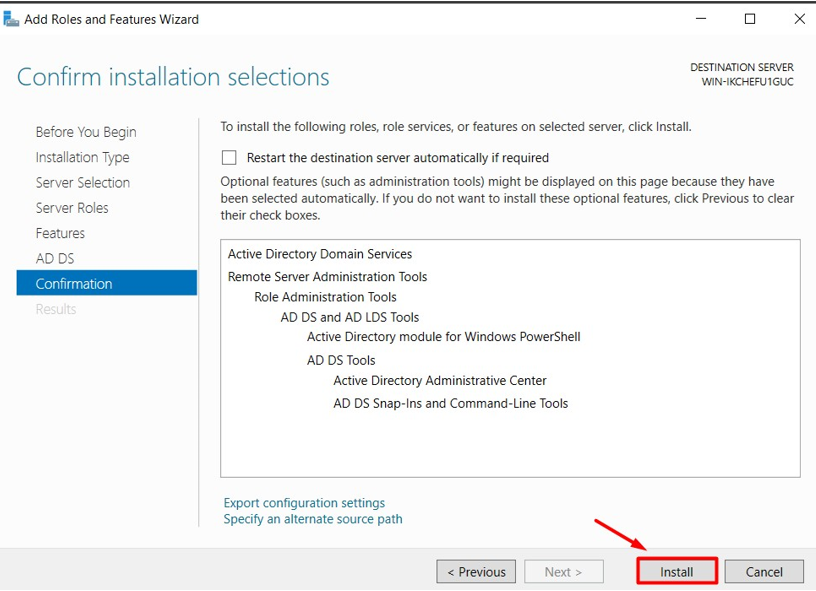 Add Roles and Features Wizard
Confirm installation selections
DESTINATION SERVER
WIN-IKCHEFU1GUC
Before You Begin
Installation Type
Server Selection
Server Roles
Features
AD DS
Confirmation
Results
To install the following roles, role services, or features on selected server, click Install.
Restart the destination server automatically if required
Optional features (such as administration tools) might be displayed on this page because they have
been selected automatically. If you do not want to install these optional features, click Previous to clear
their check boxes.
Active Directory Domain Services
Remote Server Administration Tools
Role Administration Tools
AD DS and AD LDS Tools
Active Directory module for Windows PowerShell
AD DS Tools
Active Directory Administrative Center
AD DS Snap-Ins and Command-Line Tools
Export configuration settings
Specify an alternate source path
< Previous
Next >
Install
Cancel